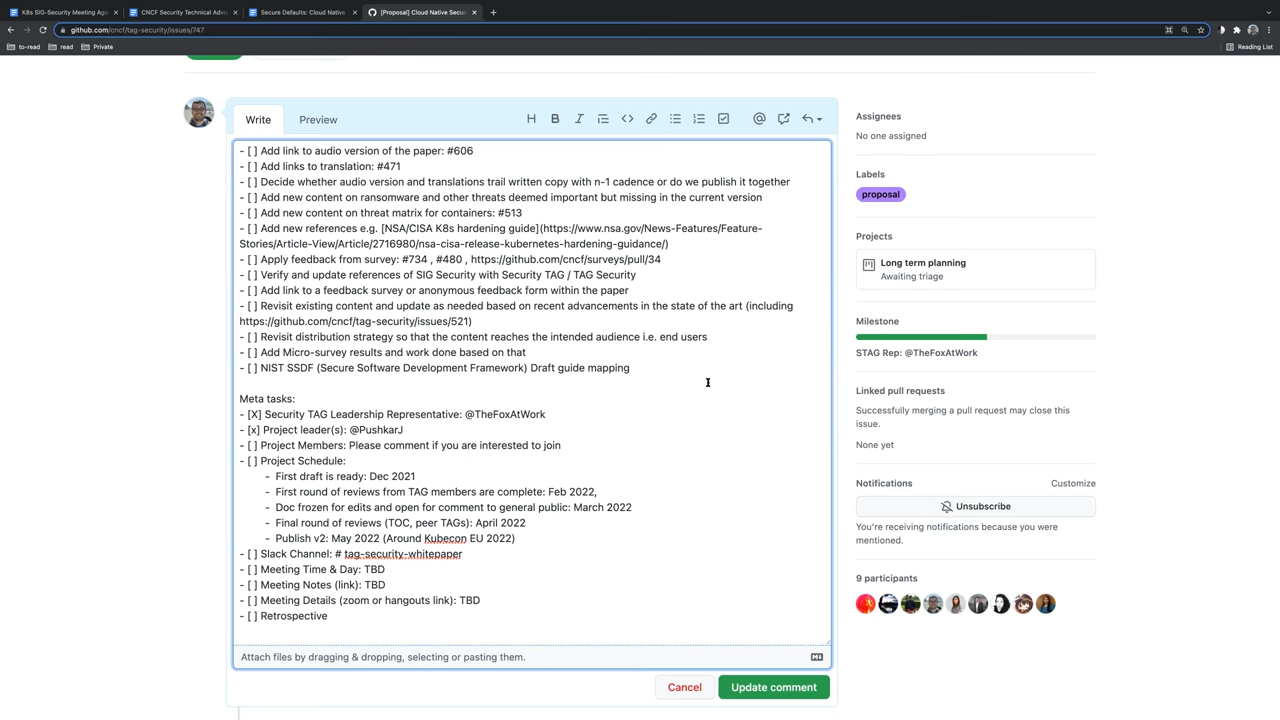 K8s SIG-Security Meeting Age
CNCF Security Technical Advis
Secure Defaults: Cloud Native
[Proposal] Cloud Native Secur
github.com/cncf/tag-security/issues/747
to-read
read
Private
Reading List
Write
Preview
- [ ] Add link to audio version of the paper: #606
- [ ] Add links to translation: #471
- [ ] Decide whether audio version and translations trail written copy with n-1 cadence or do we publish it together
- [ ] Add new content on ransomware and other threats deemed important but missing in the current version
- [ ] Add new content on threat matrix for containers: #513
- [ ] Add new references e.g. [NSA/CISA K8s hardening guide](https://www.nsa.gov/News-Features/Feature-
Stories/Article-View/Article/2716980/nsa-cisa-release-kubernetes-hardening-guidance/)
- [ ] Apply feedback from survey: #734 , #480 , https://github.com/cncf/surveys/pull/34
- [ ] Verify and update references of SIG Security with Security TAG / TAG Security
- [ ] Add link to a feedback survey or anonymous feedback form within the paper
- [ ] Revisit existing content and update as needed based on recent advancements in the state of the art (including
https://github.com/cncf/tag-security/issues/521)
- [ ] Revisit distribution strategy so that the content reaches the intended audience i.e. end users
- [ ] Add Micro-survey results and work done based on that
- [ ] NIST SSDF (Secure Software Development Framework) Draft guide mapping
Meta tasks:
- [X] Security TAG Leadership Representative: @TheFoxAtWork
- [x] Project leader(s): @PushkarJ
- [ ] Project Members: Please comment if you are interested to join
- [ ] Project Schedule:
- First draft is ready: Dec 2021
- First round of reviews from TAG members are complete: Feb 2022,
- Doc frozen for edits and open for comment to general public: March 2022
- Final round of reviews (TOC, peer TAGs): April 2022
- Publish v2: May 2022 (Around Kubecon EU 2022)
- [ ] Slack Channel: # tag-security-whitepaper
- [ ] Meeting Time & Day: TBD
- [ ] Meeting Notes (link): TBD
- [ ] Meeting Details (zoom or hangouts link): TBD
- [ ] Retrospective
Attach files by dragging & dropping, selecting or pasting them.
Cancel
Update comment
Assignees
No one assigned
Labels
proposal
Projects
Long term planning
Awaiting triage
Milestone
STAG Rep: @TheFoxAtWork
Linked pull requests
Successfully merging a pull request may close this
issue.
None yet
Notifications
Customize
Unsubscribe
You're receiving notifications because you were
mentioned.
9 participants